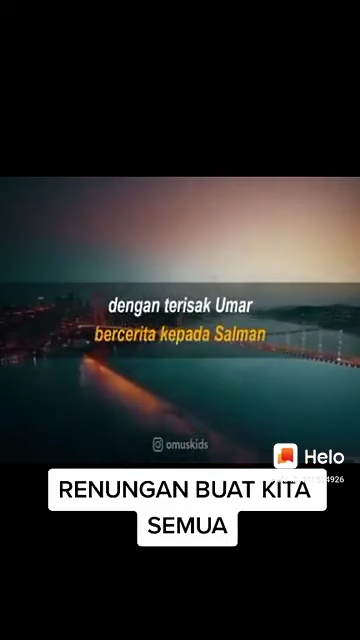 dengan terisak Umar
bercerita kepada Salman
omuskids
Helo
RENUNGAN BUAT KITA
SEMUA